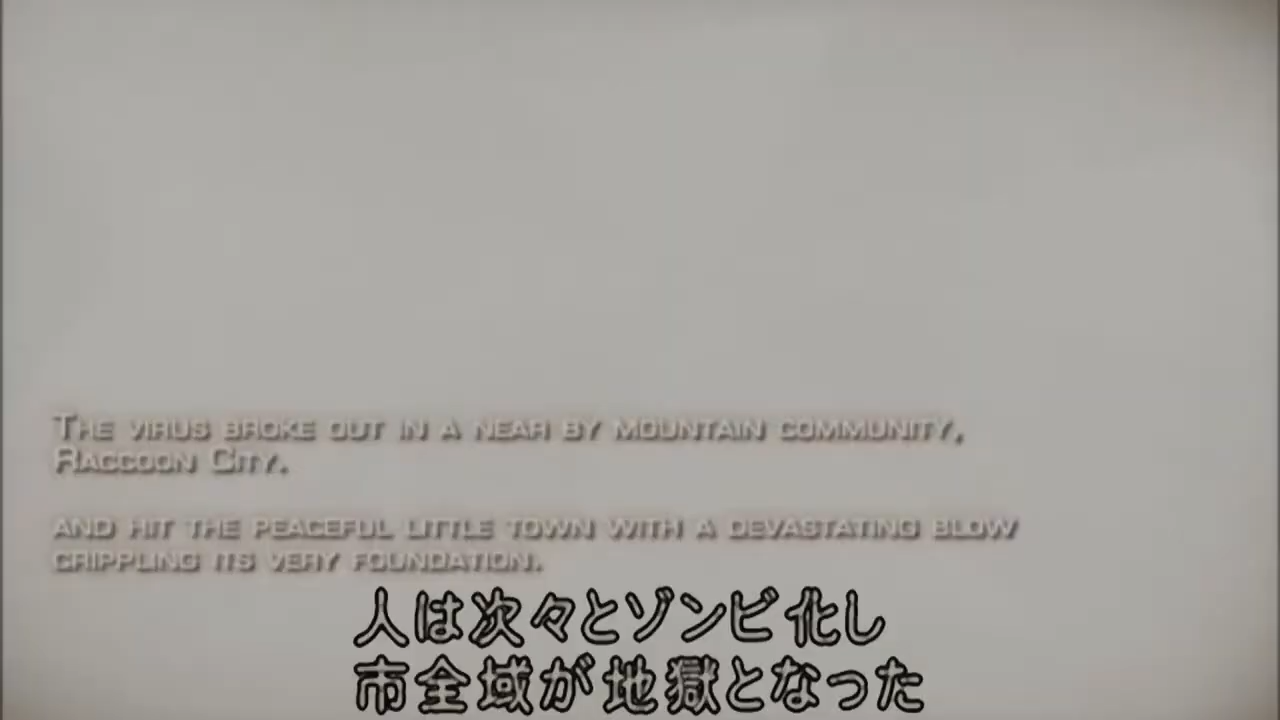 The virus broke out in a near by mountain community,
Raccoon City.
and hit the peaceful little town with a devastating blow
crippling its very foundation.
人は次々とゾンビ化し
市全域が地獄となった